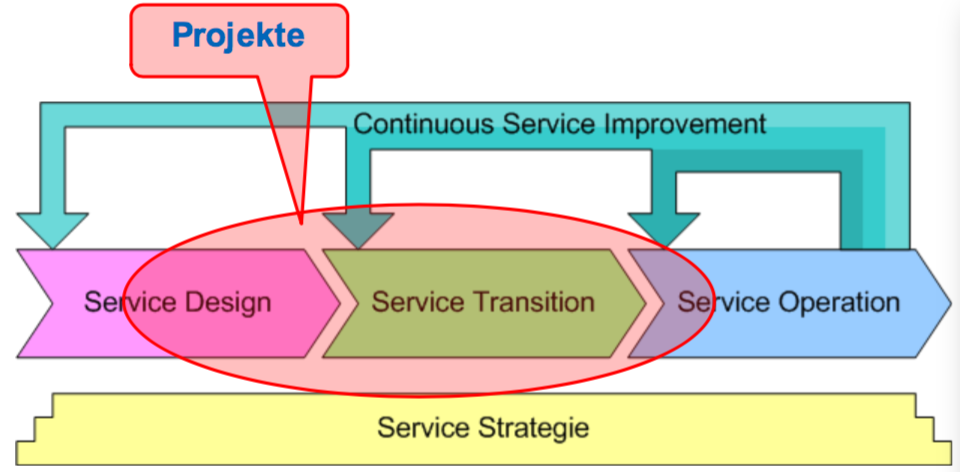 Projekte
Continuous Service Improvement
Service Design
Service Transition
Service Operation
Service Strategie